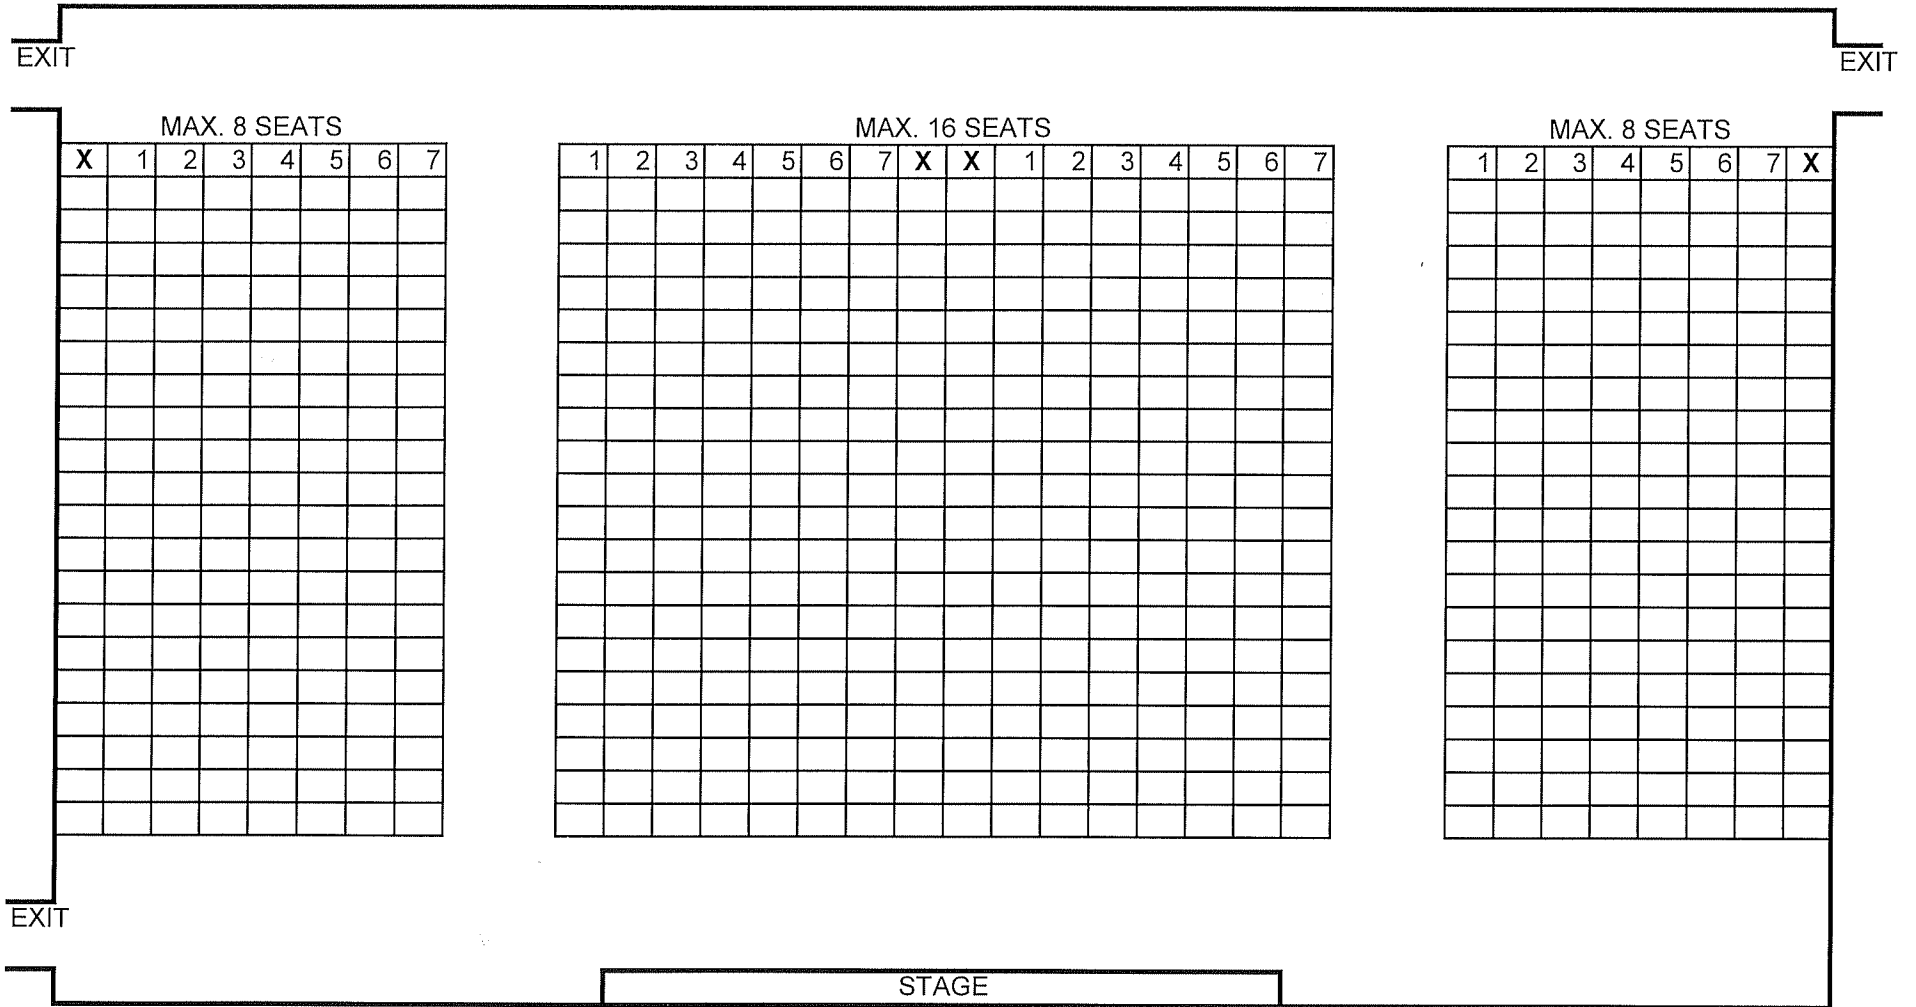 EXIT
EXIT
MAX. 8 SEATS
MAX. 16 SEATS
MAX. 8 SEATS
X 1 2 3 4 5 6 7
1 2 3 4 5 6 7 X X 1 2 3 4 5 6 7
1 2 3 4 5 6 7 X
EXIT
STAGE